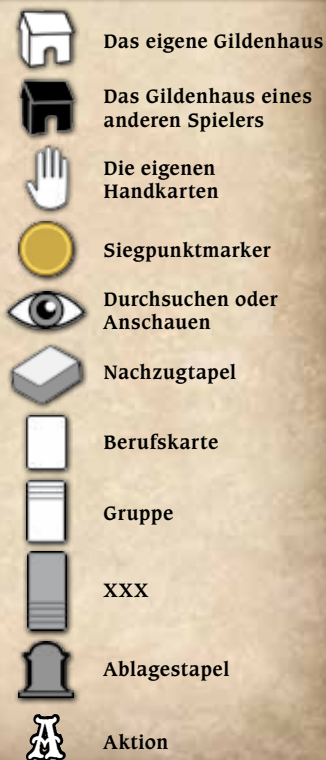 Das eigene Gildenhaus
Das Gildenhaus eines
anderen Spielers
Die eigenen
Handkarten
Siegpunktmarker
Durchsuchen oder
Anschauen
Nachzugtapel
Berufskarte
Gruppe
XXX
Ablagestapel
A Aktion